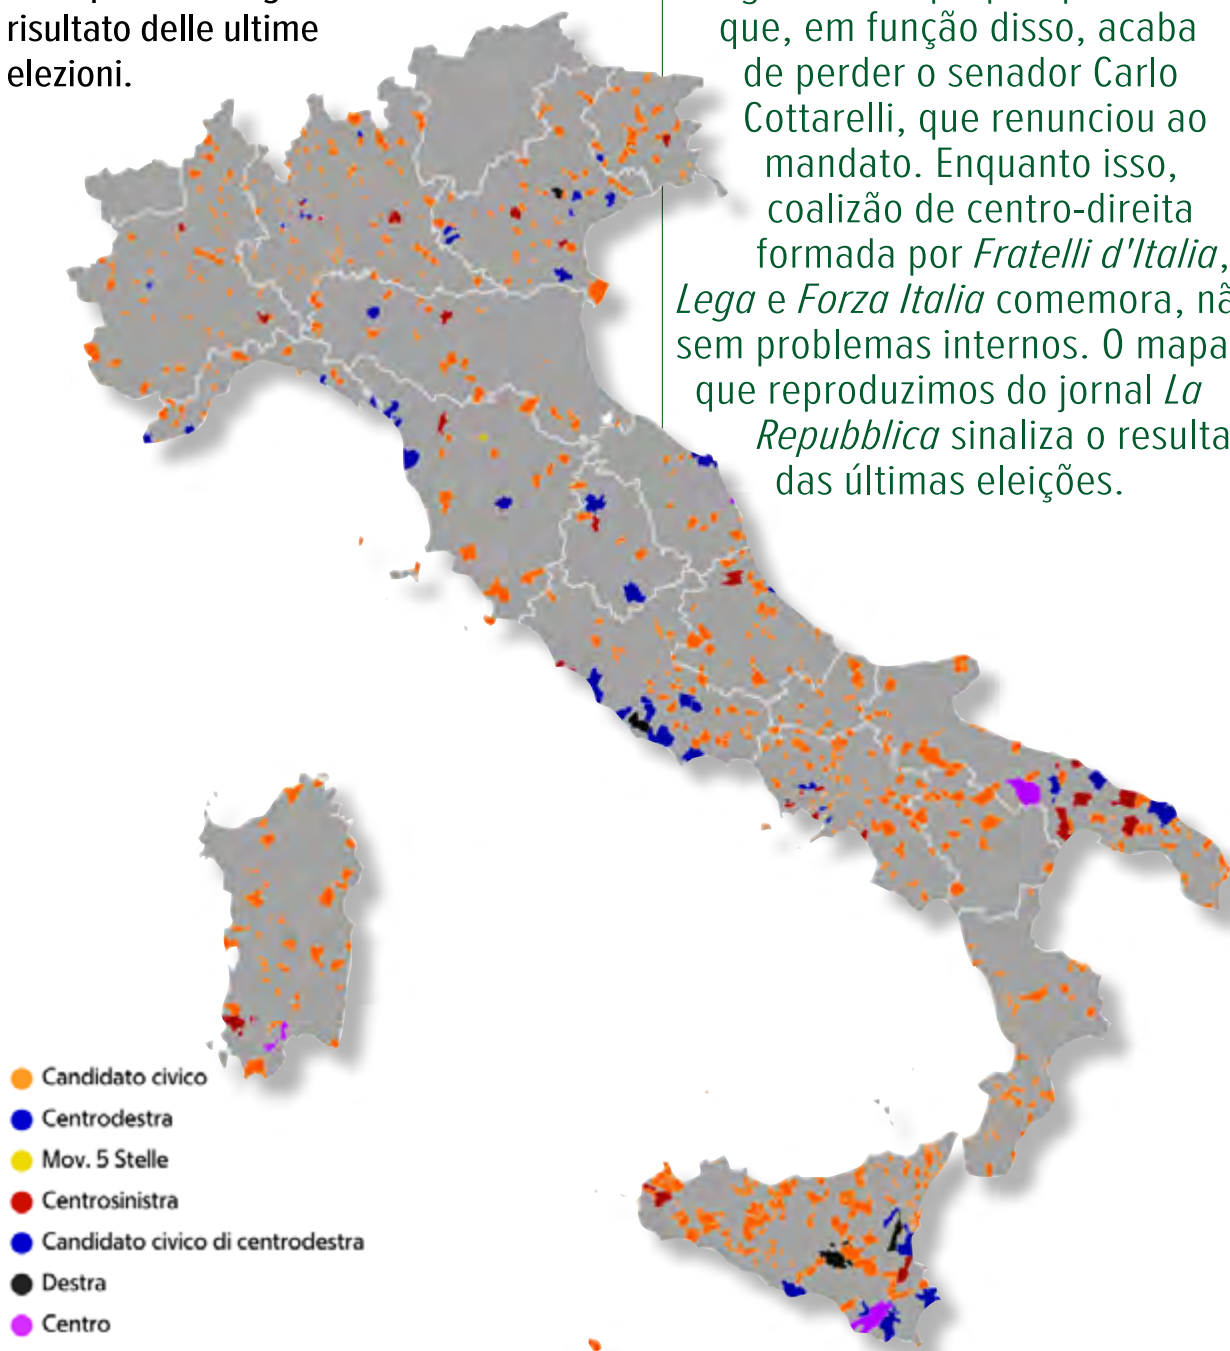 risultato delle ultime
elezioni.
que, em função disso, acaba
de perder o senador Carlo
Cottarelli, que renunciou ao
mandato. Enquanto isso,
coalizão de centro-direita
formada por Fratelli d'Italia,
Lega e Forza Italia comemora,
sem problemas internos. O mapa
que reproduzimos do jornal La
Repubblica sinaliza o
das últimas eleições.
Candidato civico
Centrodestra
Mov. 5 Stelle
Centrosinistra
Candidato civico di centrodestra
Destra
Centro